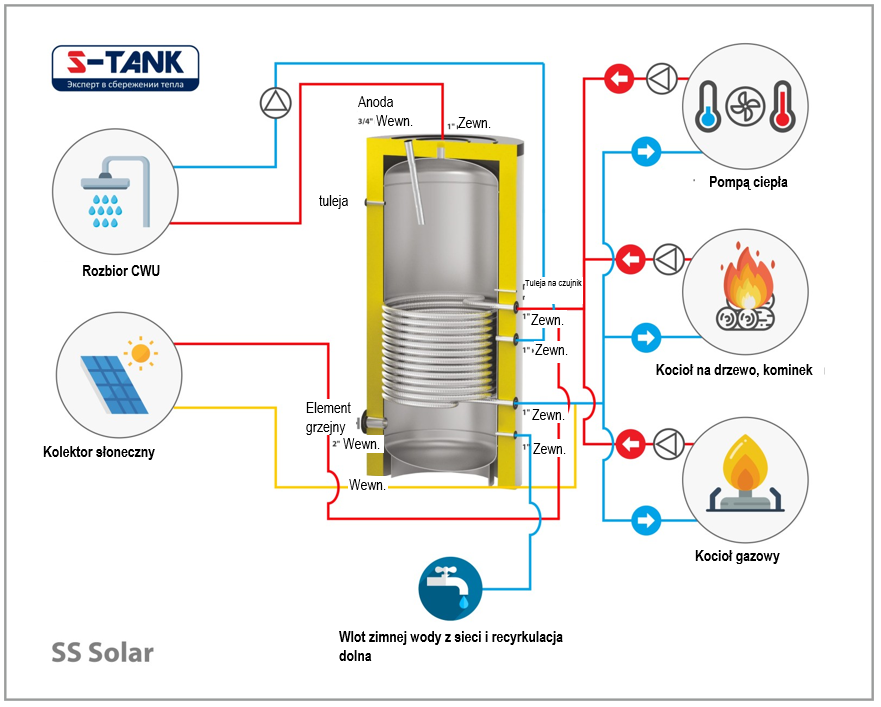 S-TANK
Эксперт в сбережении тепла
Anoda
3/4" Wewn.
1" Zewn.
tuleja
Rozbior CWU
Pompą ciepła
Tuleja na czujnik
1" Zewn.
1" Zewn.
Kocioł na drzewo, kominek
Element
grzejny
2" Wewn.
1" Zewn.
1" Zewn.
Kolektor słoneczny
Wewn.
Kocioł gazowy
Wlot zimnej wody z sieci i recyrkulacja
dolna
SS Solar